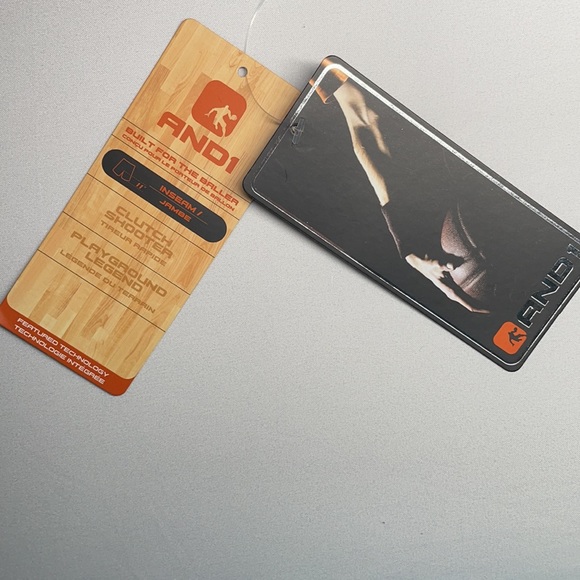 AND1
BUILT FOR THE BALLER
CONÇU POUR LE PORTEUR DE BALLON
INSEAM /
JAMBE
CLUTCH
SHOOTER
TIREUR RAPIDE
PLAYGROUND
LEGEND
LÉGENDE DU TERRAIN
FEATURED TECHNOLOGY
TECHNOLOGIE INTÉGRÉE
AND1